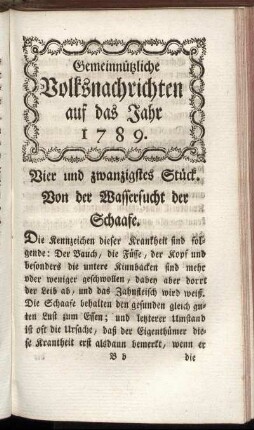 Gemeinnützliche
Volksnachrichten
auf das Jahr
1789.
Vier und zwanzigstes Stück.
Von der Wassersucht der
Schaafe.
Die Kennzeichen dieser Krankheit sind fol-
gende: Der Bauch, die Füsse, der Kopf und
besonders die untere Kinnbacken sind mehr
oder weniger geschwollen, dabey aber dorrt
der Leib ab, und das Zahnfleisch wird weiß.
Die Schaafe behalten den gesunden gleich gu-
ten Lust zum Essen; und letzterer Umstand
ist oft die Ursache, daß der Eigenthümer die-
se Krantheit erst alsdann bemerkt, wenn er
B b
die